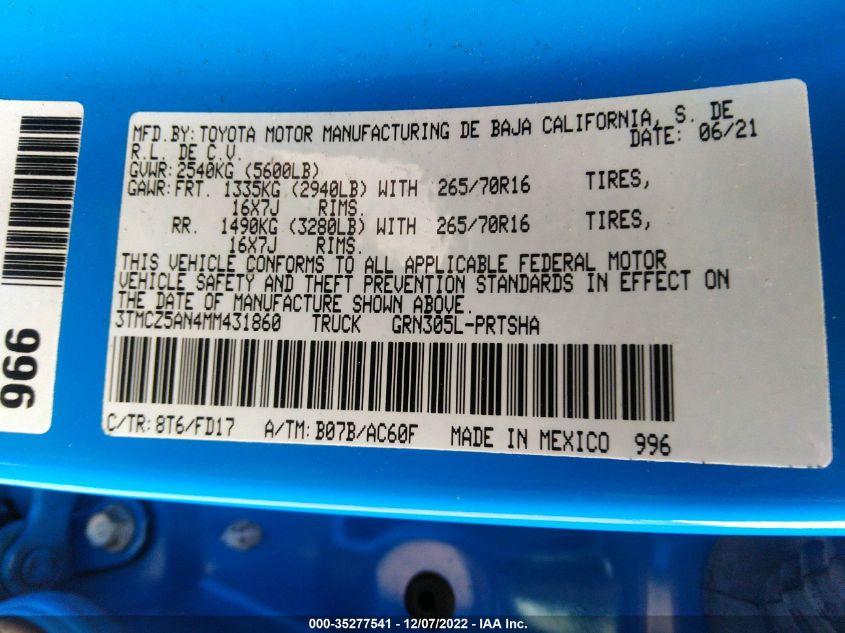 MFD. BY: TOYOTA MOTOR MANUFACTURING DE BAJA CALIFORNIA, S. DE
R.L. DE C.V. DATE: 06/21
GVWR: 2540KG (5600LB)
GAWR: FRT. 1335KG (2940LB) WITH 265/70R16 TIRES,
16X7J RIMS.
RR. 1490KG (3280LB) WITH 265/70R16 TIRES,
16X7J RIMS.
THIS VEHICLE CONFORMS TO ALL APPLICABLE FEDERAL MOTOR
VEHICLE SAFETY AND THEFT PREVENTION STANDARDS IN EFFECT ON
THE DATE OF MANUFACTURE SHOWN ABOVE.
3TMCZ5AN4MM431860 TRUCK GRN305L-PRTSHA
C/TR: 8T6/FD17 A/TM: B07B/AC60F MADE IN MEXICO 996
996
000-35277541 - 12/07/2022 - IAA Inc.